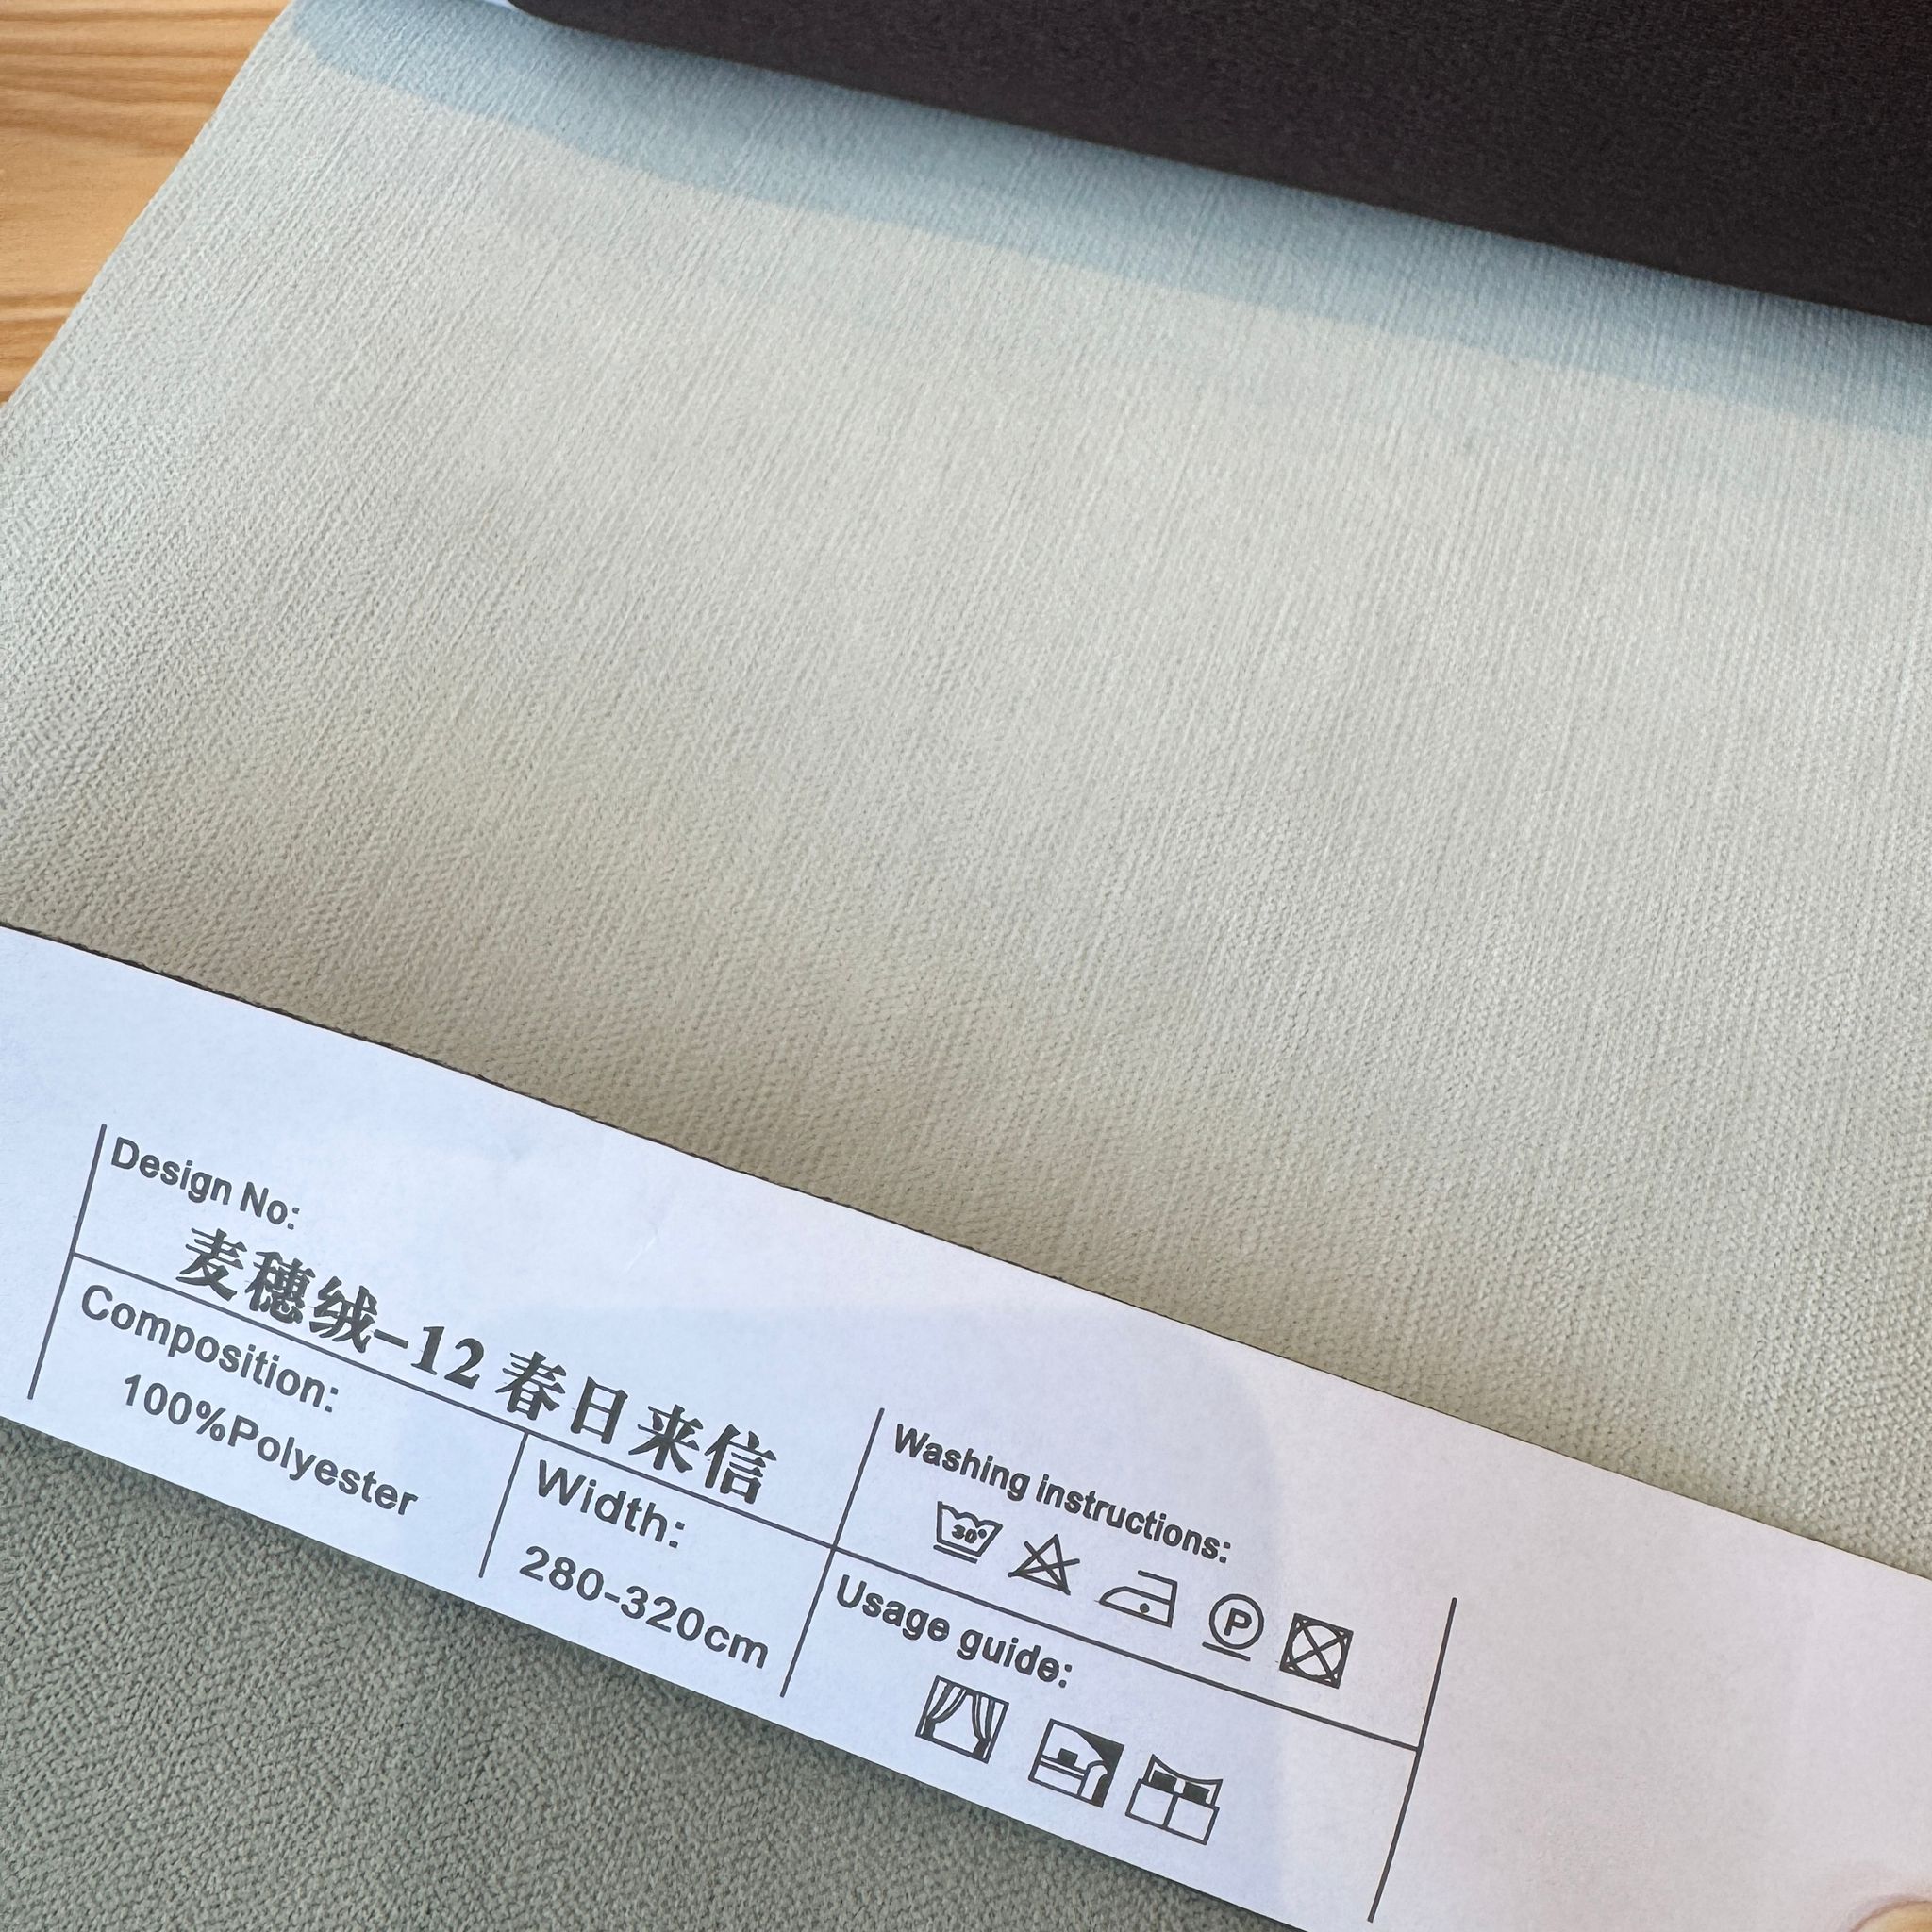 Design No:
麦穗绒-12 春日来信
Composition:
100%Polyester
Width:
280-320cm
Washing instructions:
30°
P
Usage guide: